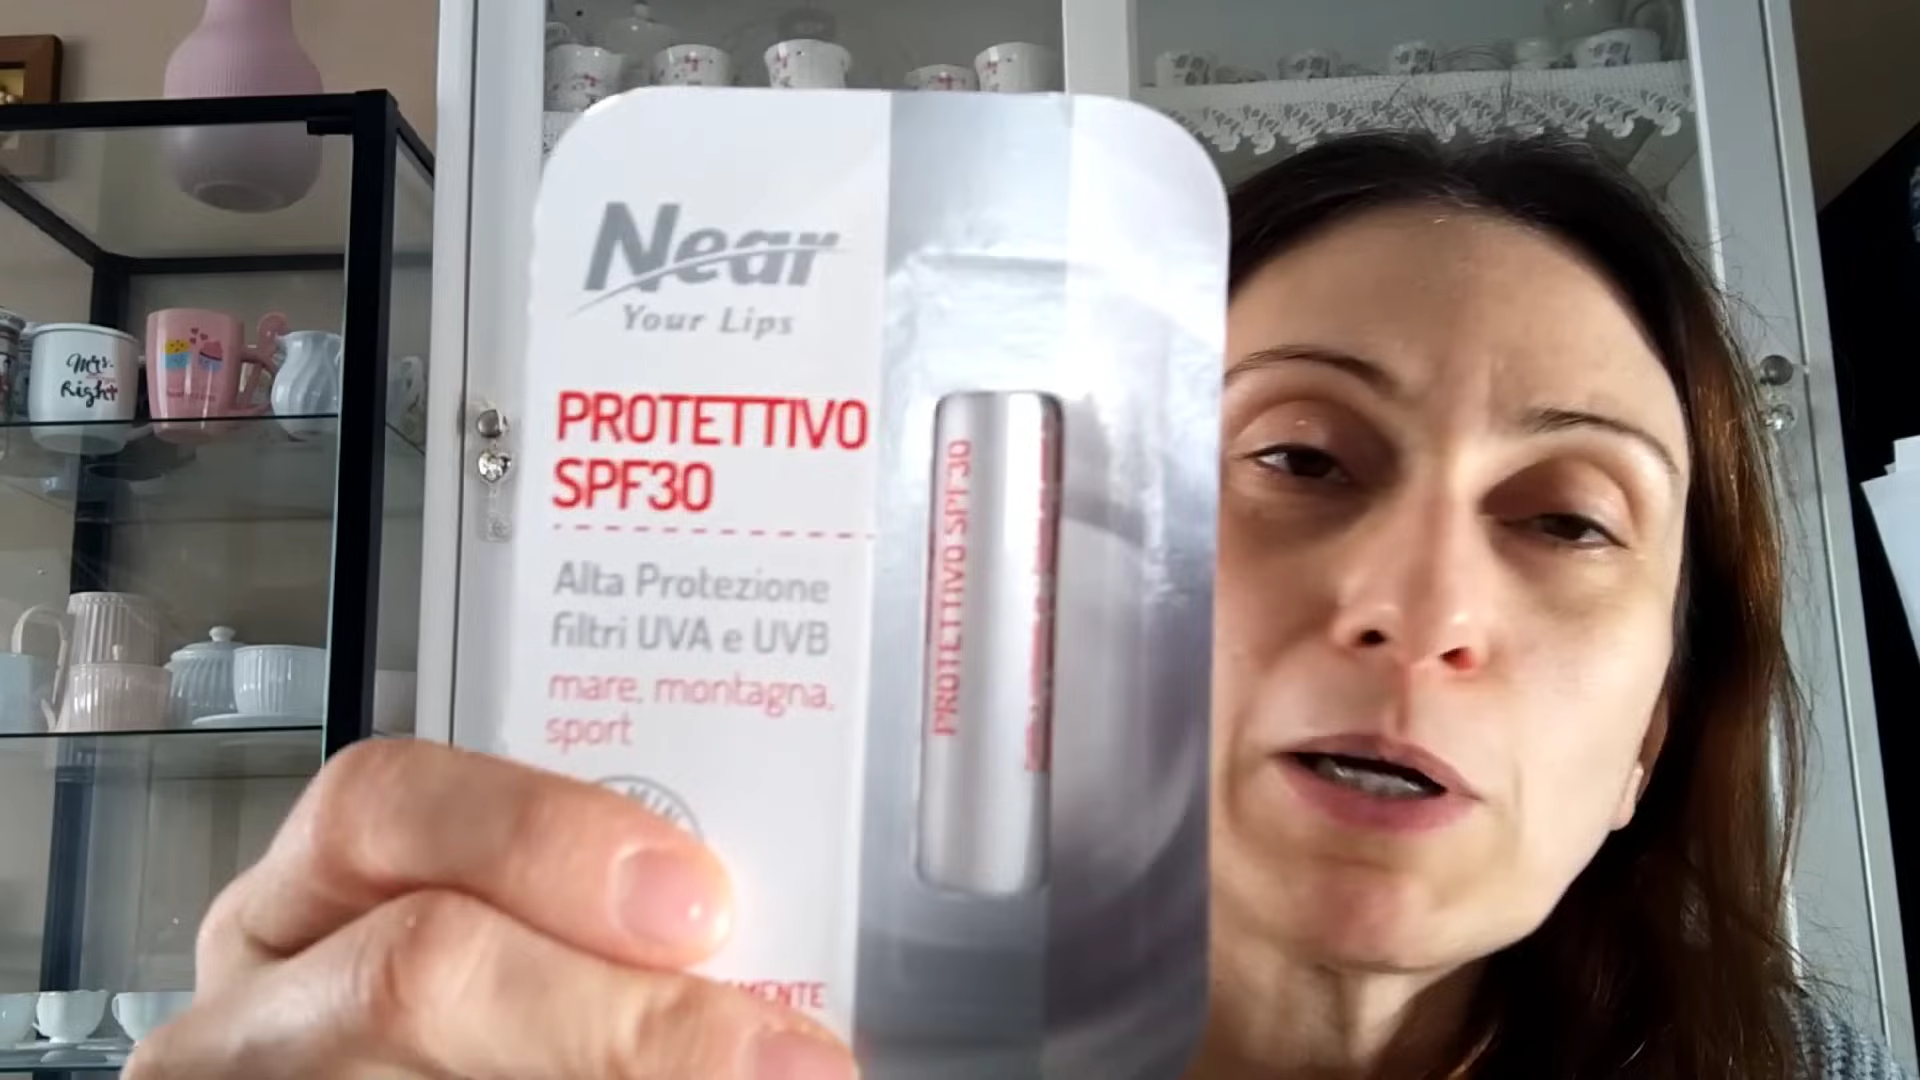 Near
Your Lips
PROTETTIVO
SPF30
Alta Protezione
filtri UVA e UVB
mare, montagna,
sport
PROTETTIVO SPF30
Mrs.
Right